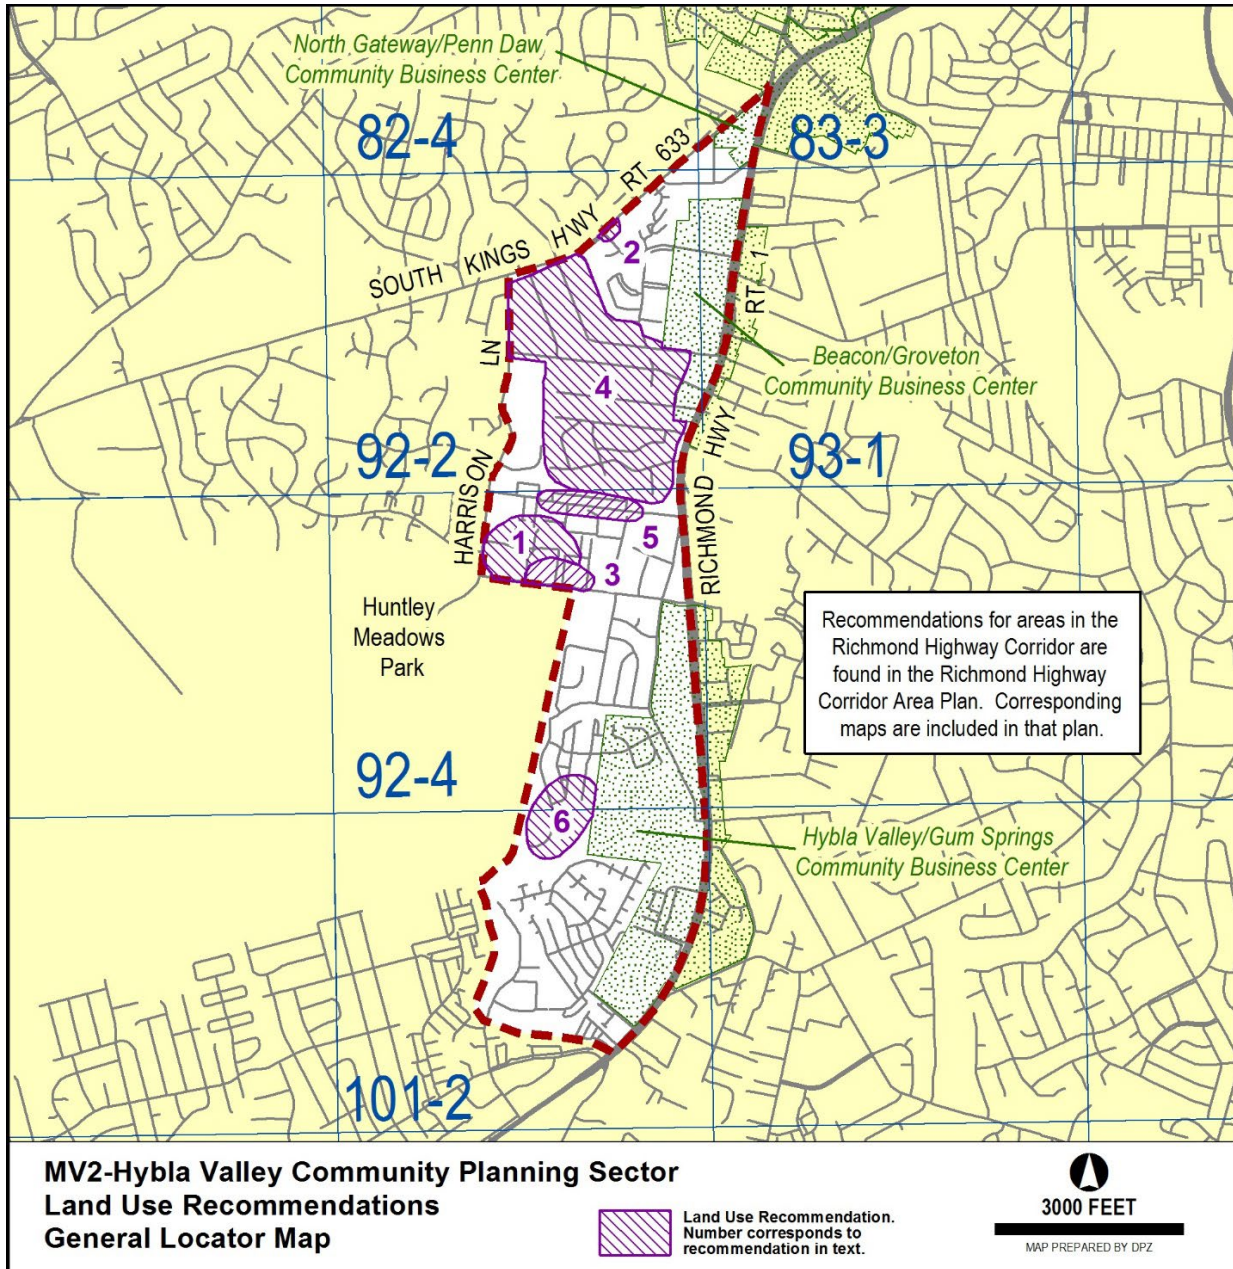 North Gateway/Penn Daw
Community Business Center
82-4
83-3
RT 633
SOUTH KINGS HWY
2
RT 1
LN
4
Beacon/Groveton
Community Business Center
92-2
93-1
HARRISON
RICHMOND HWY
1
5
3
Huntley
Meadows
Park
Recommendations for areas in the
Richmond Highway Corridor are
found in the Richmond Highway
Corridor Area Plan. Corresponding
maps are included in that plan.
92-4
6
Hybla Valley/Gum Springs
Community Business Center
101-2
MV2-Hybla Valley Community Planning Sector
Land Use Recommendations
General Locator Map
Land Use Recommendation.
Number corresponds to
recommendation in text.
3000 FEET
MAP PREPARED BY DPZ